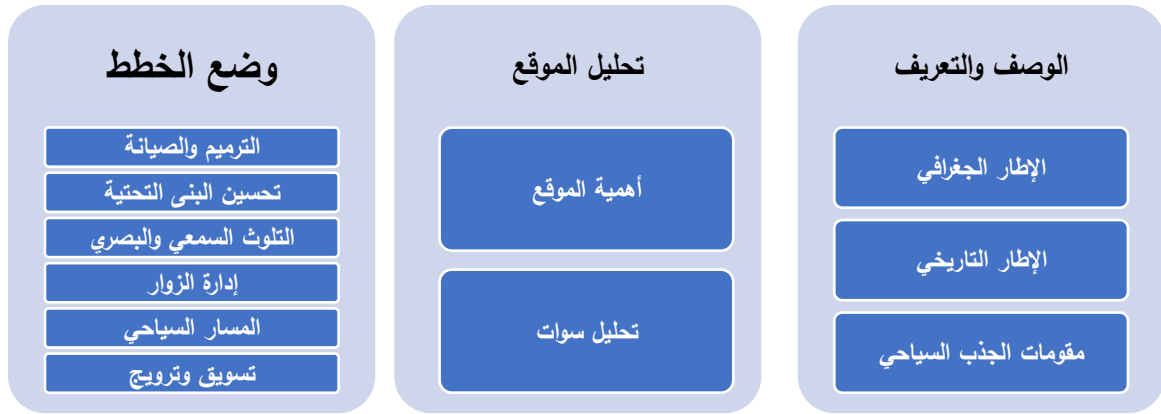 الوصف والتعريف
الإطار الجغرافي
الإطار التاريخي
مقومات الجذب السياحي
تحليل الموقع
أهمية الموقع
تحليل سوات
وضع الخطط
الترميم والصيانة
تحسين البنى التحتية
التلوث السمعي والبصري
إدارة الزوار
المسار السياحي
تسويق وترويج